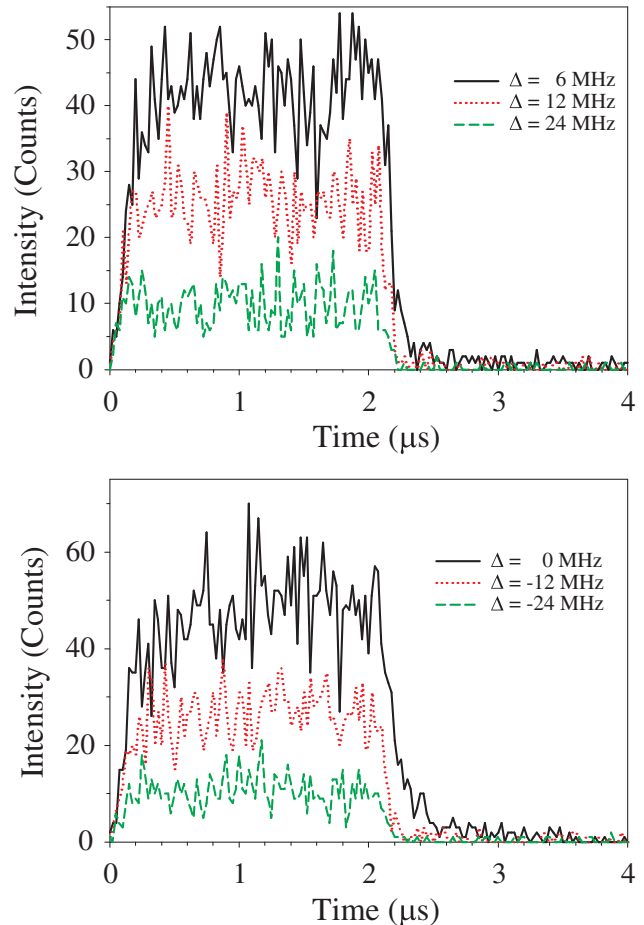 50
40
30
20
10
0
Intensity (Counts)
Δ = 6 MHz
Δ = 12 MHz
Δ = 24 MHz
0 1 2 3 4
Time (μs)
60
40
20
0
Intensity (Counts)
Δ = 0 MHz
Δ = -12 MHz
Δ = -24 MHz
0 1 2 3 4
Time (μs)